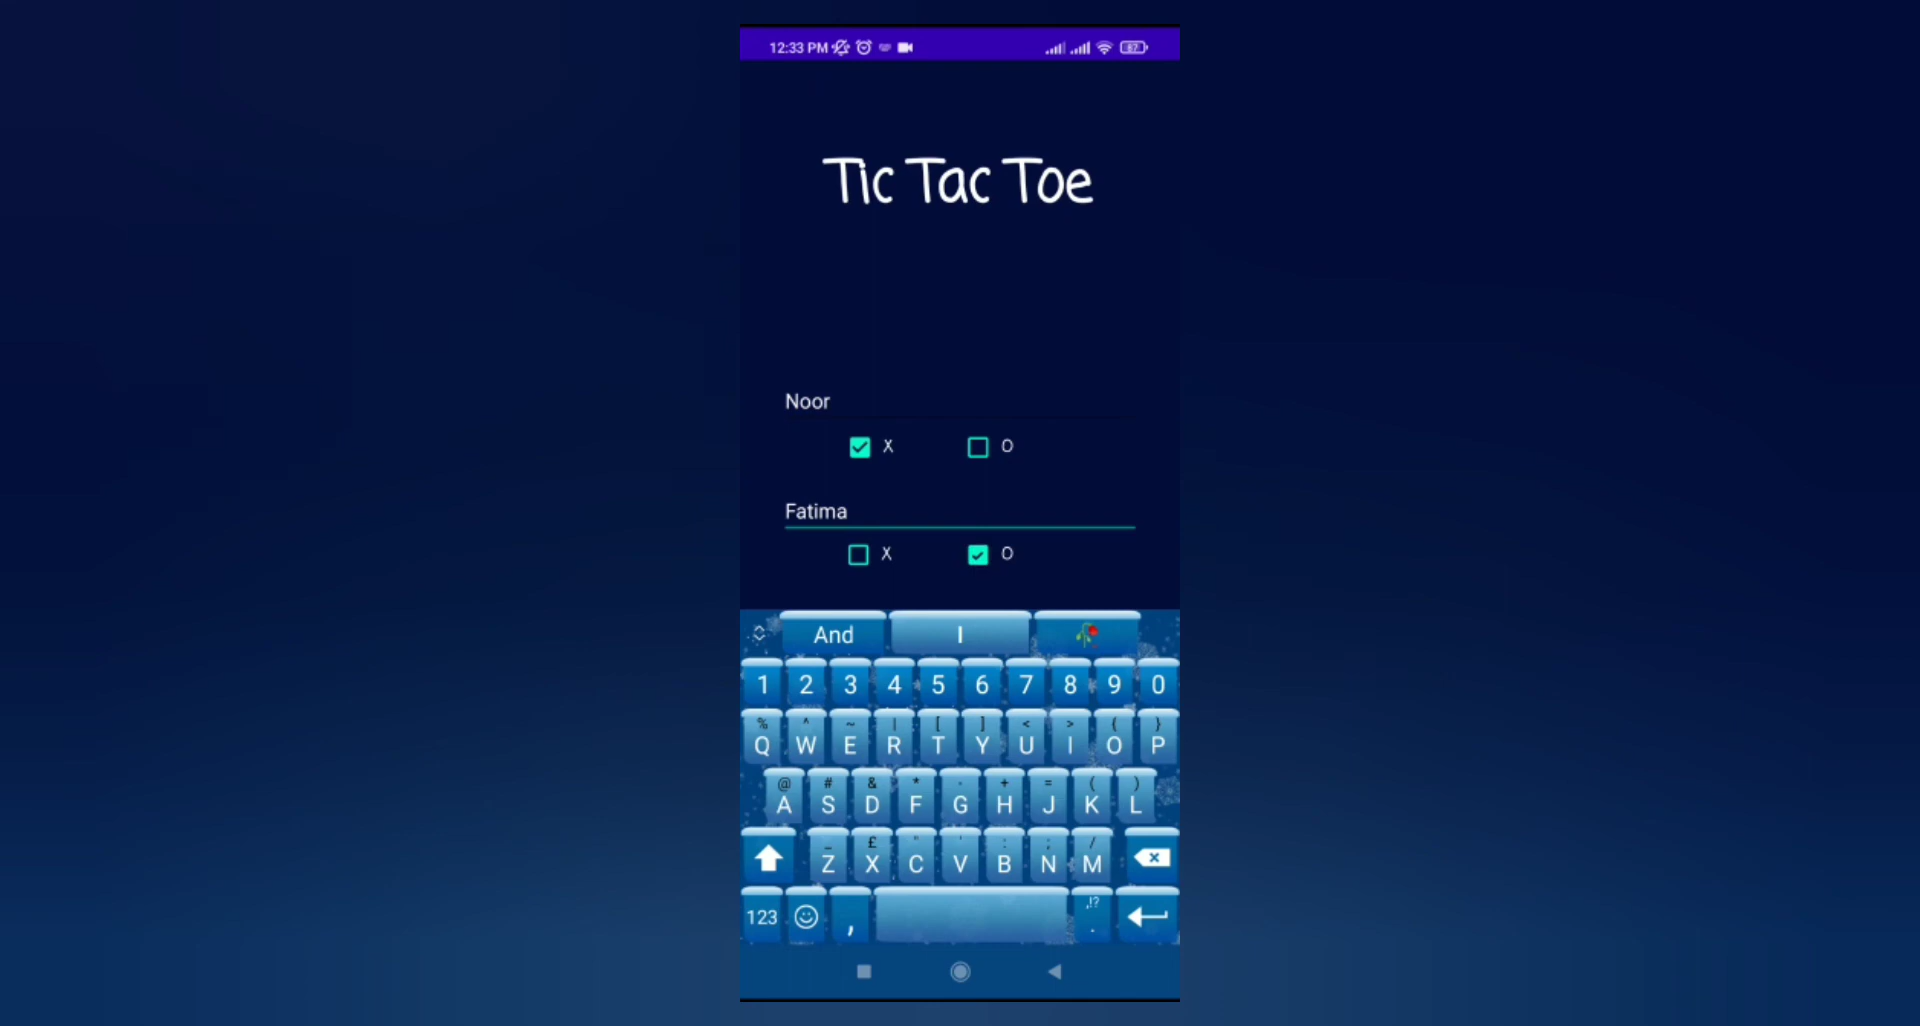 12:33 PM 87
Tic Tac Toe
Noor
X O
Fatima
X O
And I
1 2 3 4 5 6 7 8 9 0
% ^ ~ | [ ] < > { }
Q W E R T Y U I O P
@ # & * - + = ( )
A S D F G H J K L
_ £ " ' : ; /
Z X C V B N M
,!?
123 , .